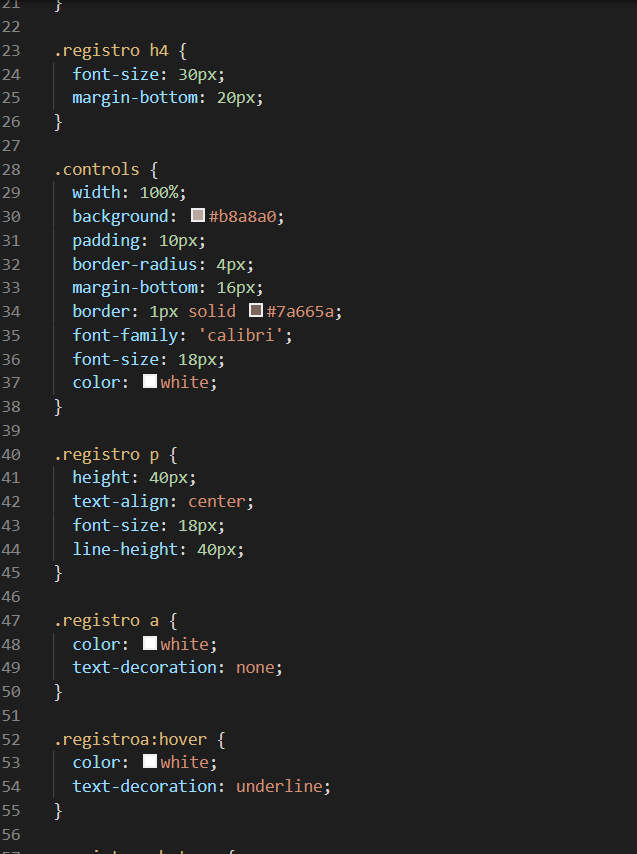 21 }
22
23 .registro h4 {
24 font-size: 30px;
25 margin-bottom: 20px;
26 }
27
28 .controls {
29 width: 100%;
30 background: #b8a8a0;
31 padding: 10px;
32 border-radius: 4px;
33 margin-bottom: 16px;
34 border: 1px solid #7a665a;
35 font-family: 'calibri';
36 font-size: 18px;
37 color: white;
38 }
39
40 .registro p {
41 height: 40px;
42 text-align: center;
43 font-size: 18px;
44 line-height: 40px;
45 }
46
47 .registro a {
48 color: white;
49 text-decoration: none;
50 }
51
52 .registroa:hover {
53 color: white;
54 text-decoration: underline;
55 }
56